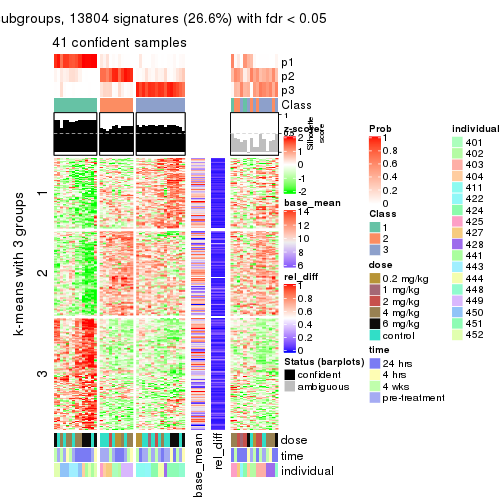 ubgroups, 13804 signatures (26.6%) with fdr < 0.05
41 confident samples
p1
p2
p3
Class
1
Silhouette
score
k-means with 3 groups
1
2
3
z-score
2
1
0
-1
-2
base_mean
14
12
10
8
6
rel_diff
1
0.8
0.6
0.4
0.2
0
Status (barplots)
confident
ambiguous
Prob
1
0.8
0.6
0.4
0.2
0
Class
1
2
3
dose
0.2 mg/kg
1 mg/kg
2 mg/kg
4 mg/kg
6 mg/kg
control
time
24 hrs
4 hrs
4 wks
pre-treatment
individual
401
402
403
404
411
422
424
425
427
428
441
443
444
448
449
450
451
452
dose
time
individual
base_mean
rel_diff